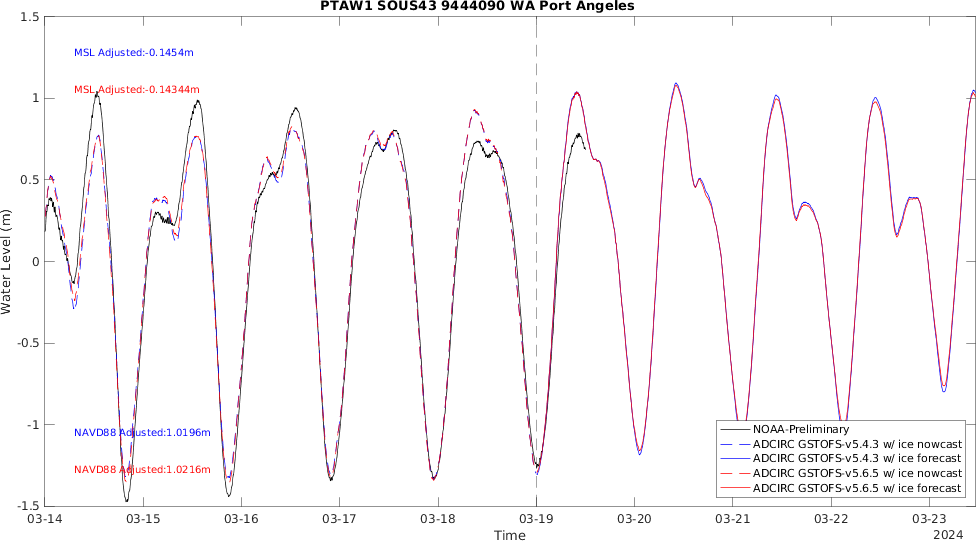 PTAW1 SOUS43 9444090 WA Port Angeles
1.5
1
0.5
0
-0.5
-1
-1.5
Water Level (m)
MSL Adjusted:-0.1454m
MSL Adjusted:-0.14344m
NAVD88 Adjusted:1.0196m
NAVD88 Adjusted:1.0216m
NOAA-Preliminary
ADCIRC GSTOFS-v5.4.3 w/ ice nowcast
ADCIRC GSTOFS-v5.4.3 w/ ice forecast
ADCIRC GSTOFS-v5.6.5 w/ ice nowcast
ADCIRC GSTOFS-v5.6.5 w/ ice forecast
03-14 03-15 03-16 03-17 03-18 03-19 03-20 03-21 03-22 03-23
Time
2024